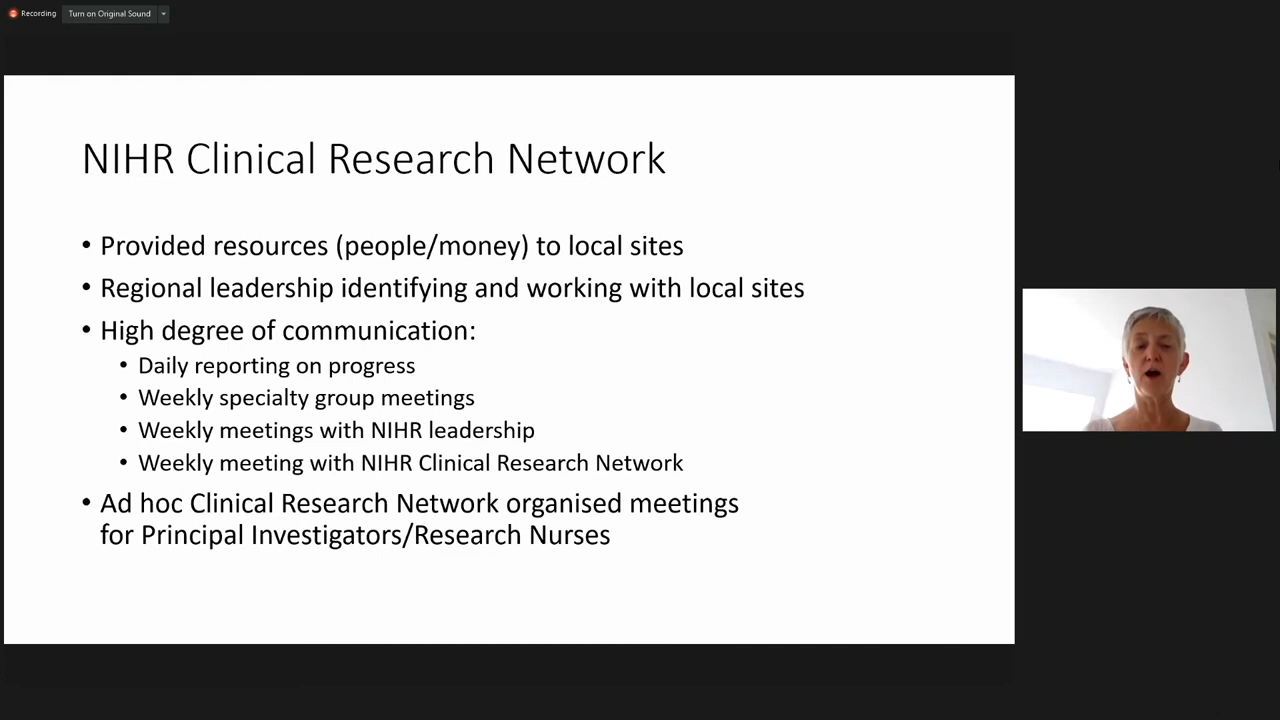 Recording
Turn on Original Sound
NIHR Clinical Research Network
• Provided resources (people/money) to local sites
• Regional leadership identifying and working with local sites
• High degree of communication:
• Daily reporting on progress
• Weekly specialty group meetings
• Weekly meetings with NIHR leadership
• Weekly meeting with NIHR Clinical Research Network
• Ad hoc Clinical Research Network organised meetings
for Principal Investigators/Research Nurses